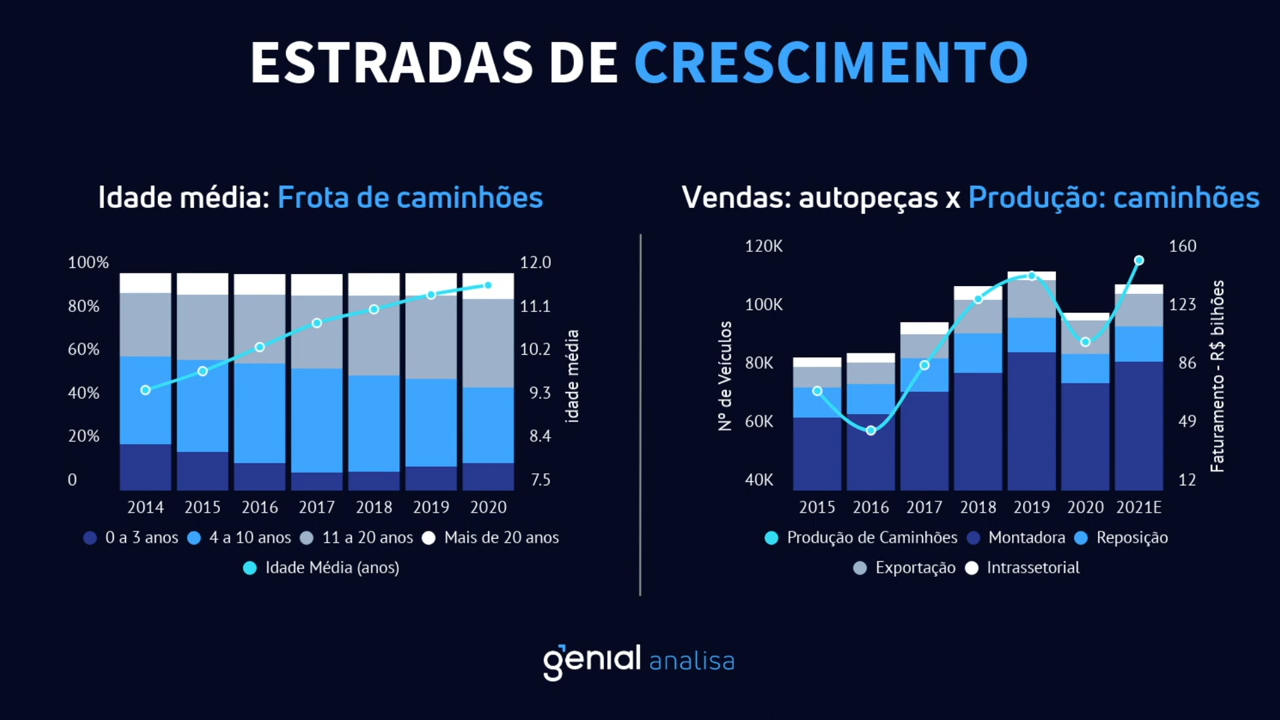 ESTRADAS DE CRESCIMENTO
Idade média: Frota de caminhões
100%
80%
60%
40%
20%
0
12.0
11.1
10.2
9.3
8.4
7.5
idade média
2014 2015 2016 2017 2018 2019 2020
0 a 3 anos 4 a 10 anos 11 a 20 anos Mais de 20 anos
Idade Média (anos)
Vendas: autopeças x Produção: caminhões
Nº de Veículos
120K
100K
80K
60K
40K
160
123
86
49
12
Faturamento - R$ bilhões
2015 2016 2017 2018 2019 2020 2021E
Produção de Caminhões Montadora Reposição
Exportação Intrassetorial
genial analisa